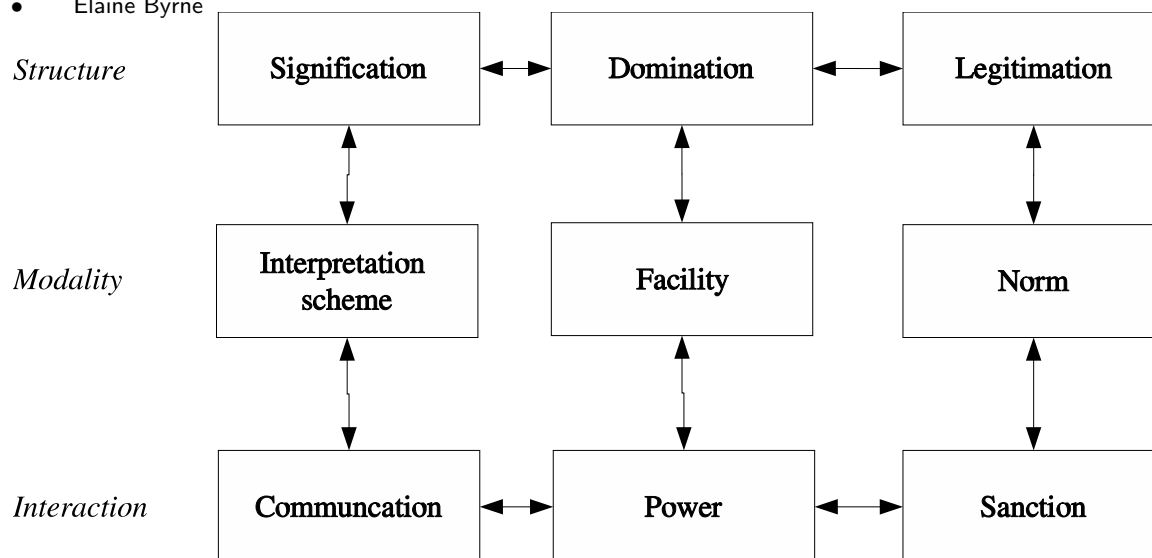 • Elaine Byrne
Structure Signification Domination Legitimation
Modality Interpretation scheme Facility Norm
Interaction Communcation Power Sanction